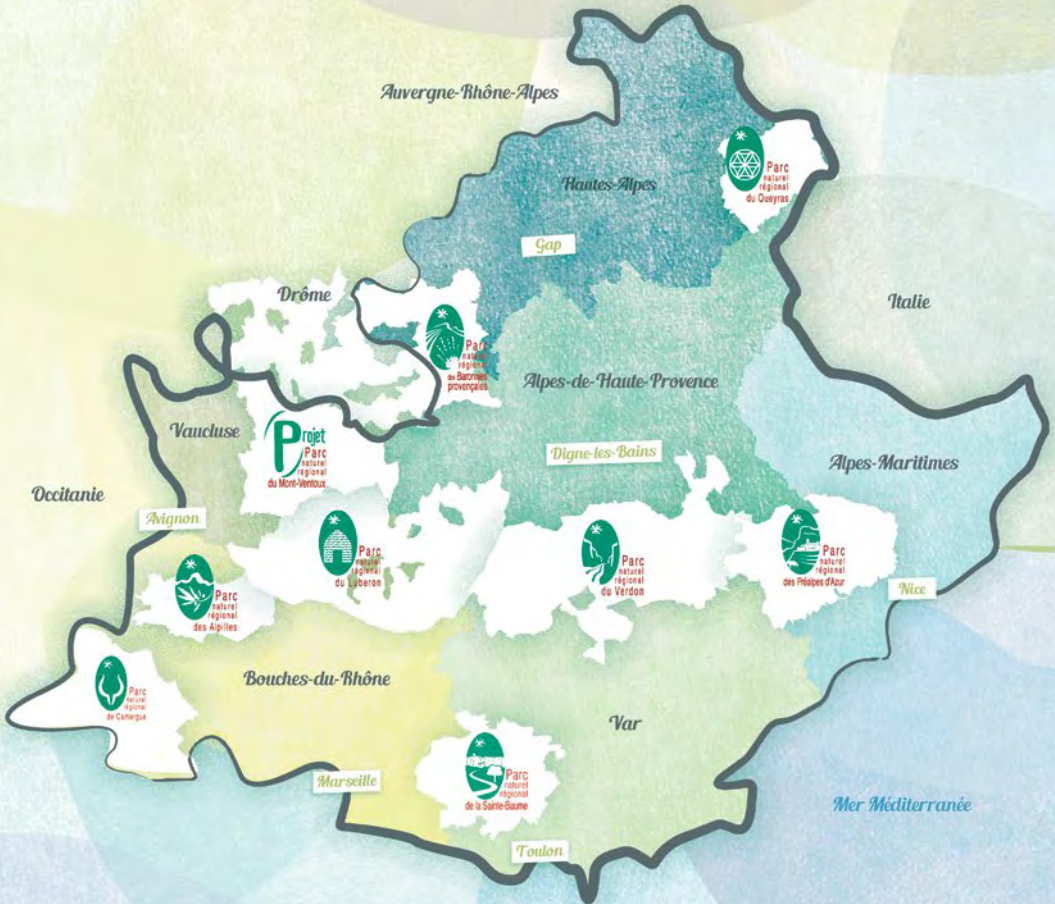 Auvergne-Rhône-Alpes
Parc
naturel
régional
du Queyras
Hautes-Alpes
Gap
Drôme
Italie
Parc
naturel
régional
des Baronnies
provençales
Alpes-de-Haute-Provence
Vaucluse
Projet
Parc
naturel
régional
du Mont-Ventoux
Digne-les-Bains
Alpes-Maritimes
Occitanie
Avignon
Parc
naturel
régional
du Luberon
Parc
naturel
régional
du Verdon
Parc
naturel
régional
des Préalpes d'Azur
Nice
Parc
naturel
régional
des Alpilles
Bouches-du-Rhône
Parc
naturel
régional
de Camargue
Var
Parc
naturel
régional
de la Sainte-Baume
Marseille
Mer Méditerranée
Toulon